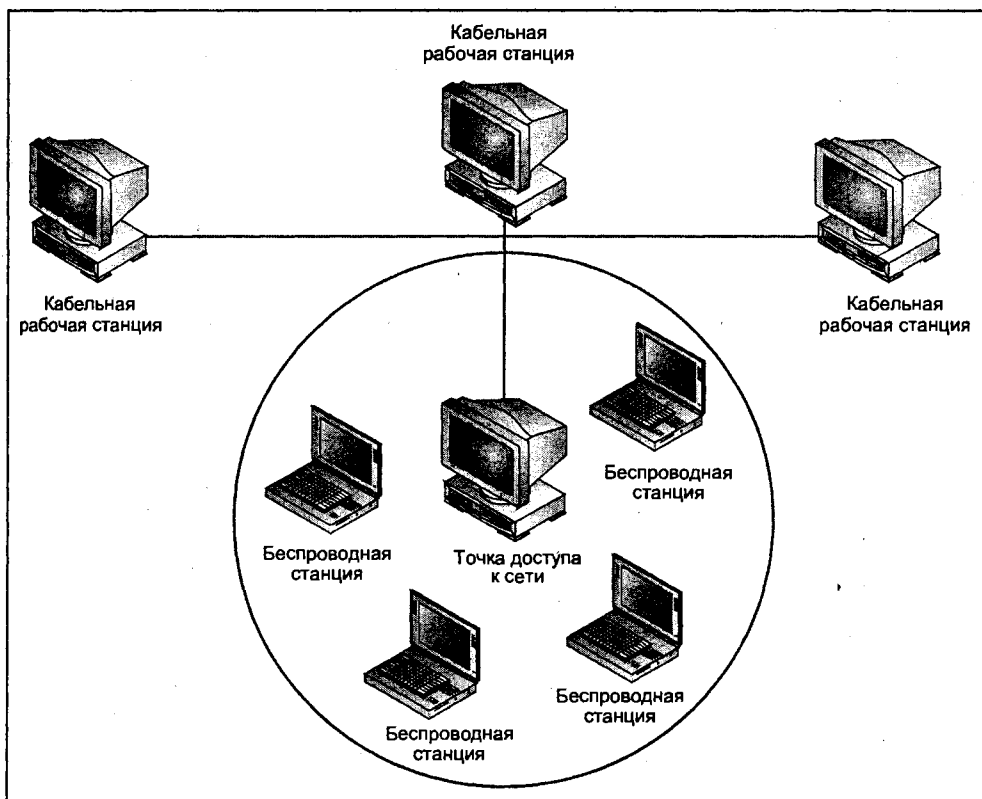 Кабельная
рабочая станция
Кабельная
рабочая станция
Кабельная
рабочая станция
Беспроводная
станция
Беспроводная
станция
Точка доступа
к сети
Беспроводная
станция
Беспроводная
станция